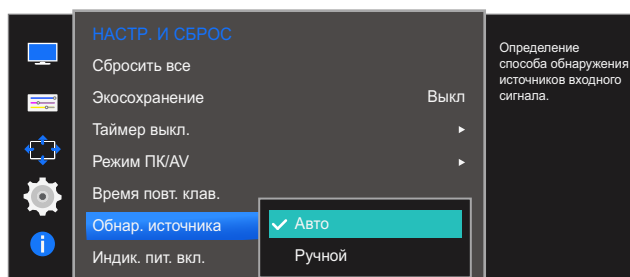 НАСТР. И СБРОС
Сбросить все
Экосохранение Выкл
Таймер выкл.
Режим ПК/AV
Время повт. клав.
Обнар. источника
Авто
Индик. пит. вкл.
Ручной
Определение
способа обнаружения
источников входного
сигнала.